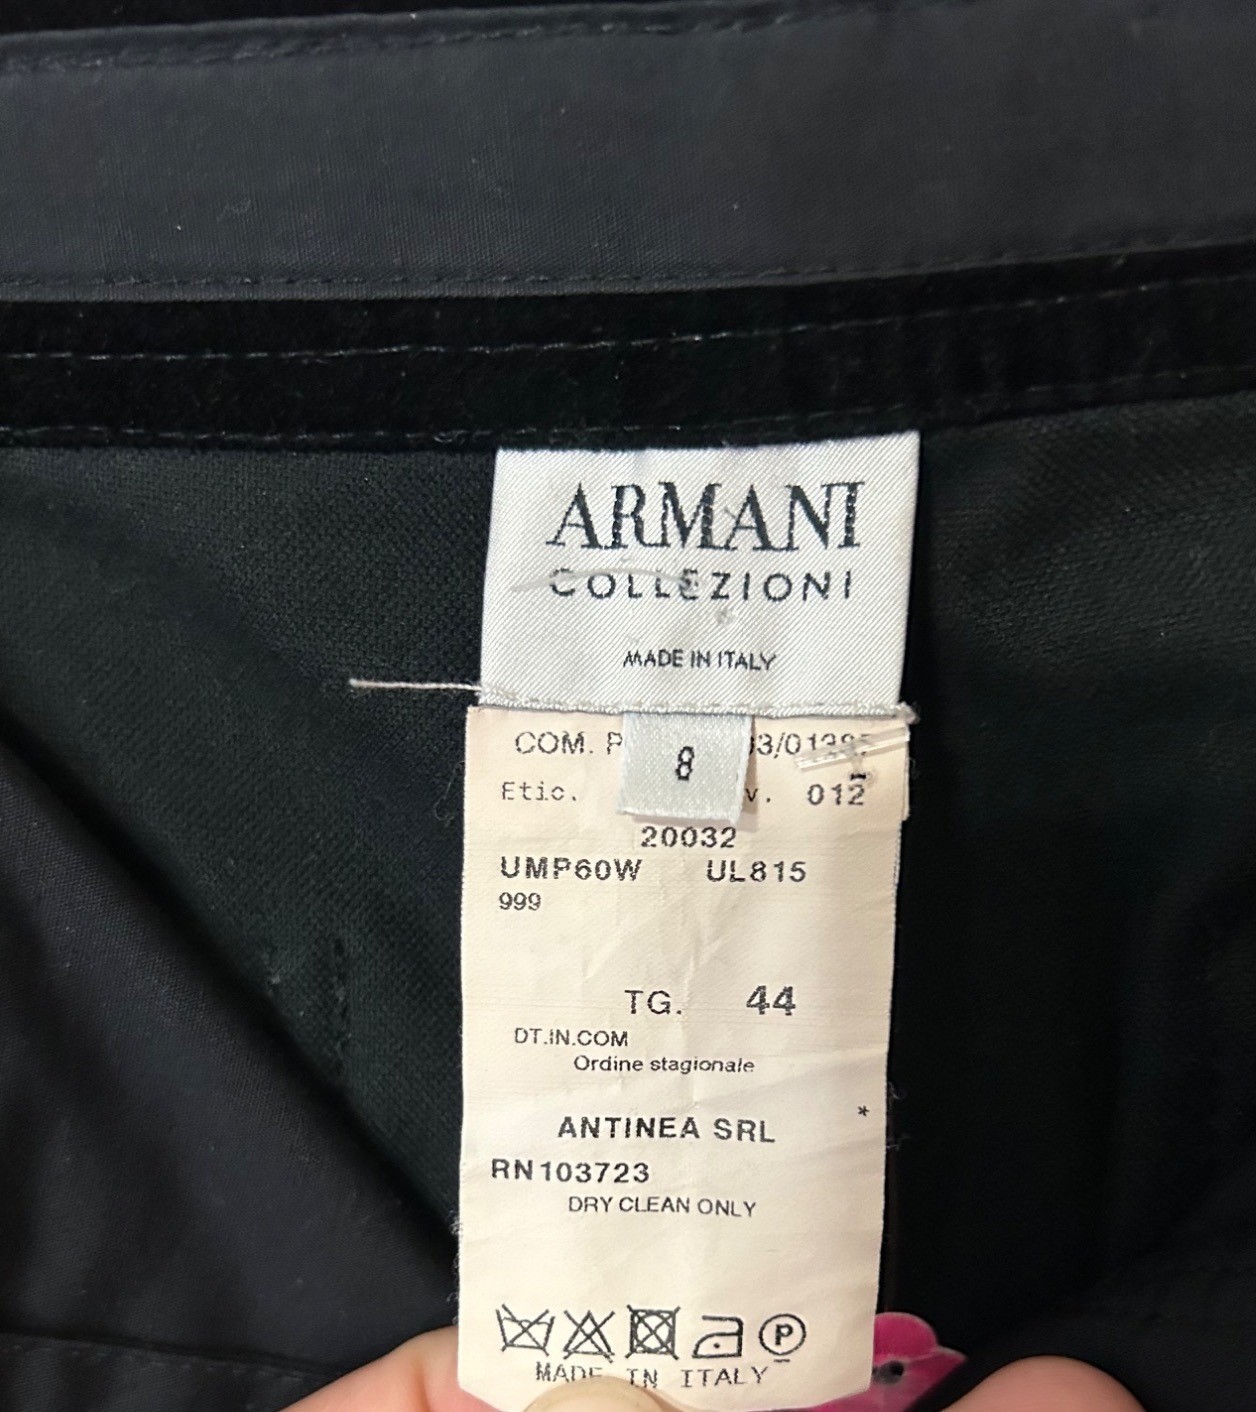 ARMANI
COLLEZIONI
MADE IN ITALY
8
COM.
Etic. 012
20032
UMP60W UL815
999
TG. 44
DT.IN.COM
Ordine stagionale
*
ANTINEA SRL
RN103723
DRY CLEAN ONLY
P
MADE IN ITALY